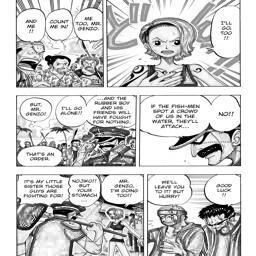 AND
ME
!!
COUNT
ME IN!
ME
TOO, MR.
GENZO.
I'LL
GO,
TOO!
BUT,
MR.
GENZO!
I'LL GO
ALONE!!
...AND THE
RUBBER BOY
AND HIS
FRIENDS WILL
HAVE FOUGHT
FOR NOTHING.
THAT'S AN
ORDER.
IF THE FISH-MEN
SPOT A CROWD
OF US IN THE
WATER, THEY'LL
ATTACK...
NO!!
IT'S MY LITTLE
SISTER THOSE
GUYS ARE
FIGHTING FOR!
NOJIKO!!
BUT YOUR
STOMACH
MR.
GENZO,
I'M GOING
TOO!!
WE'LL
LEAVE YOU
TO IT! BUT
HURRY!
GOOD
LUCK
!!